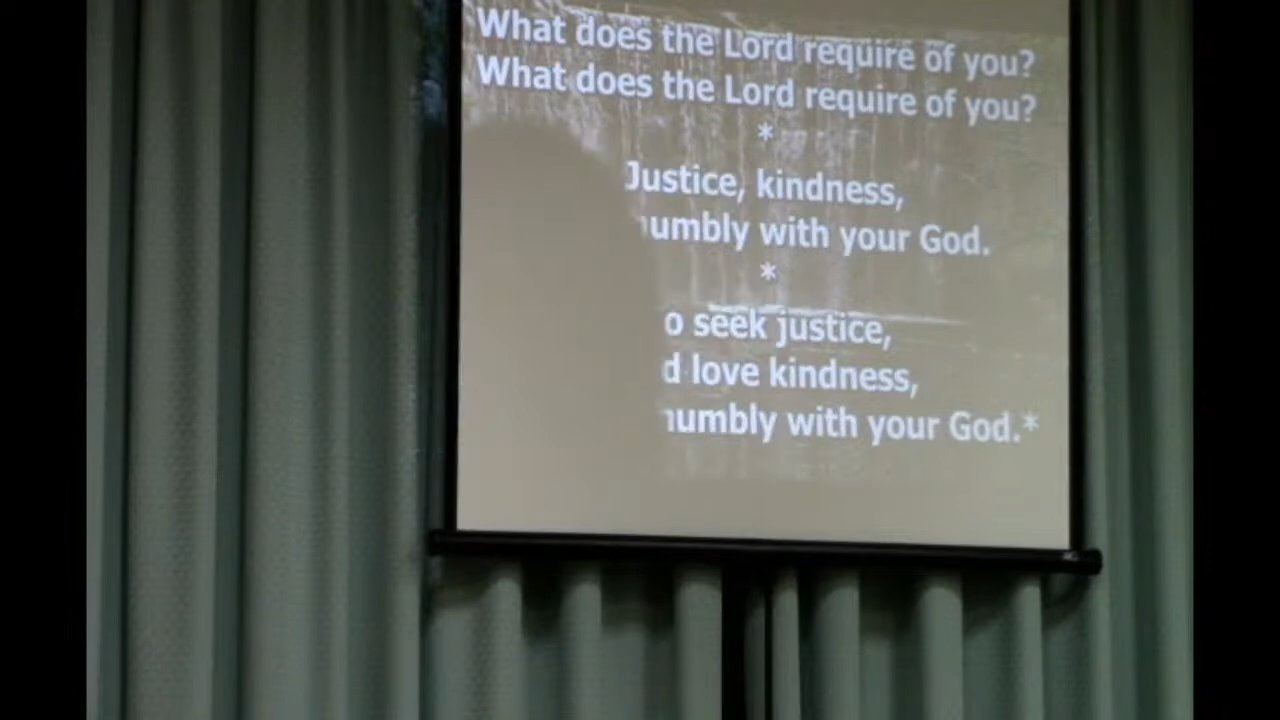 What does the Lord require of you?
What does the Lord require of you?
*
Justice, kindness,
umbly with your God.
*
o seek justice,
d love kindness,
umbly with your God.*